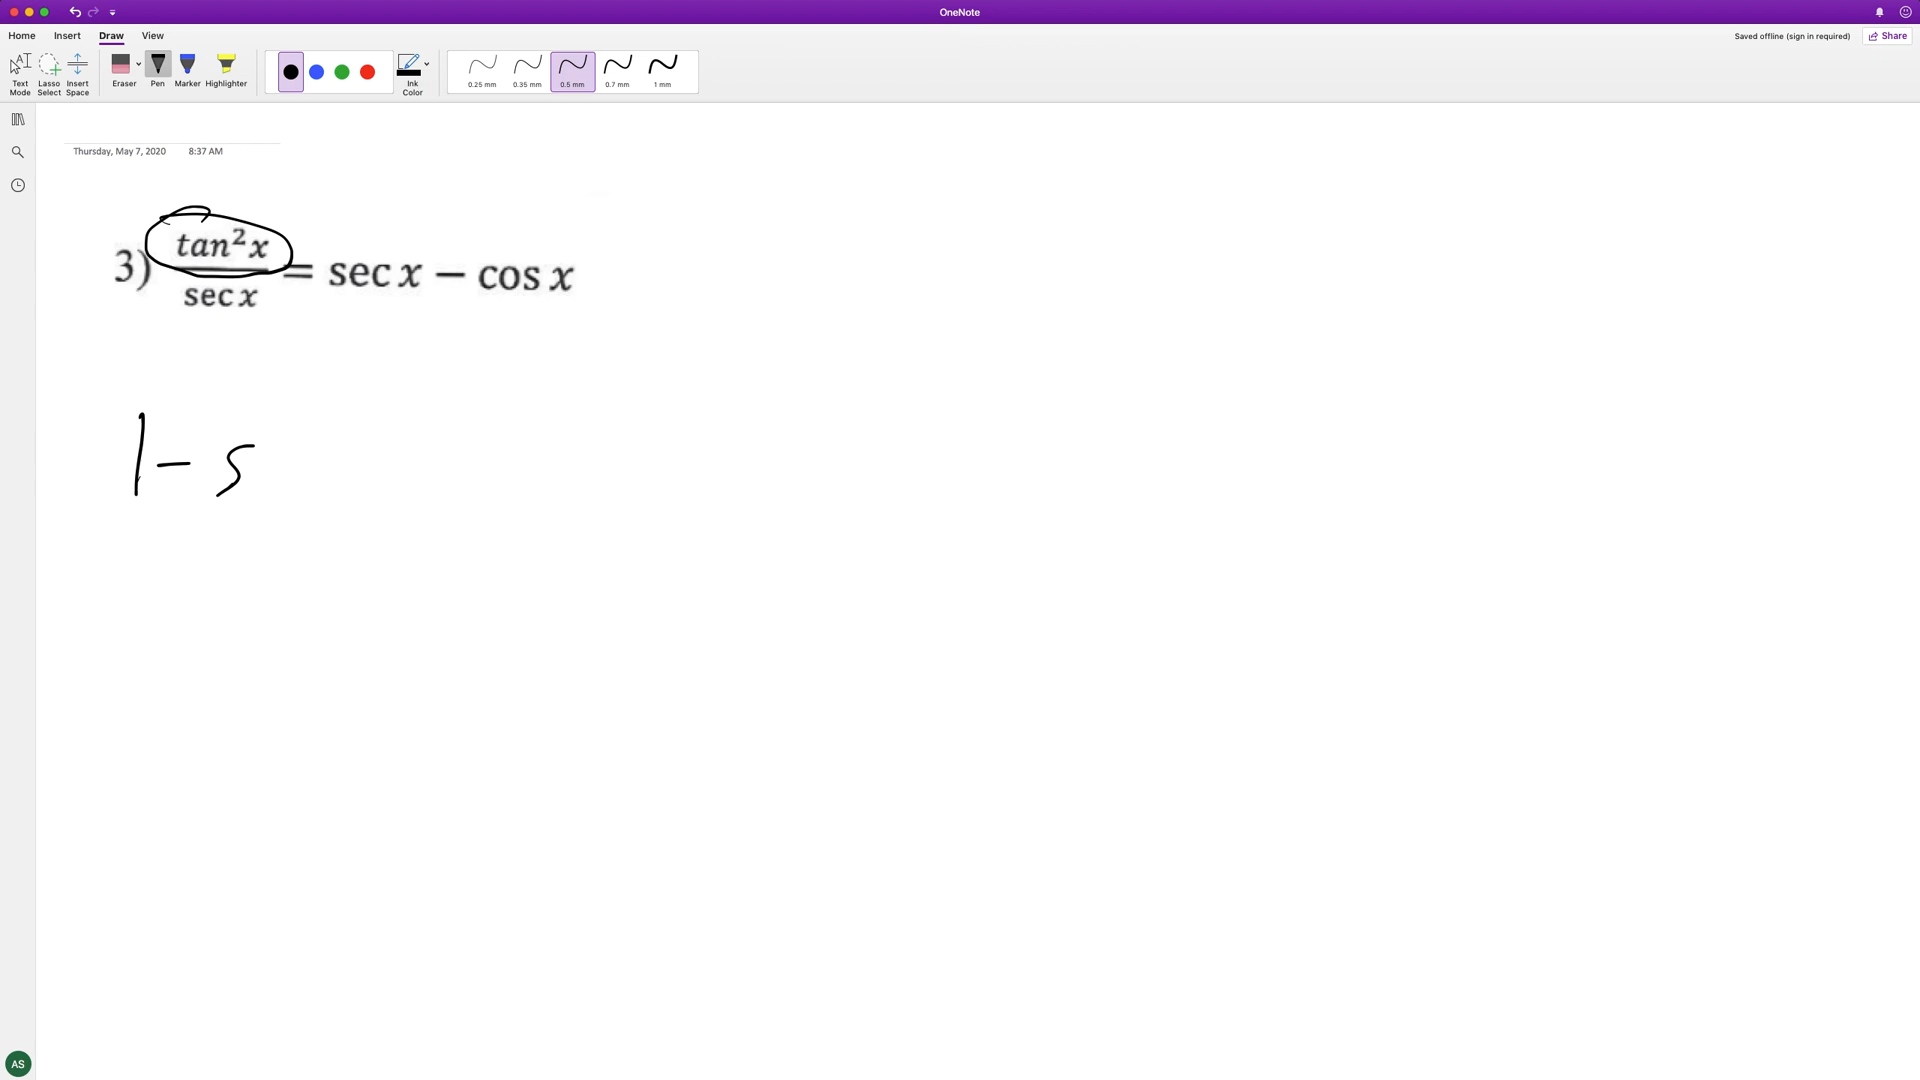 OneNote
Home Insert Draw View
Saved offline (sign in required) Share
Text Mode
Lasso Select
Insert Space
Eraser
Pen
Marker
Highlighter
Ink Color
0.25 mm
0.35 mm
0.5 mm
0.7 mm
1 mm
Thursday, May 7, 2020 8:37 AM
3) tan²x / sec x = sec x − cos x
1 - s
AS